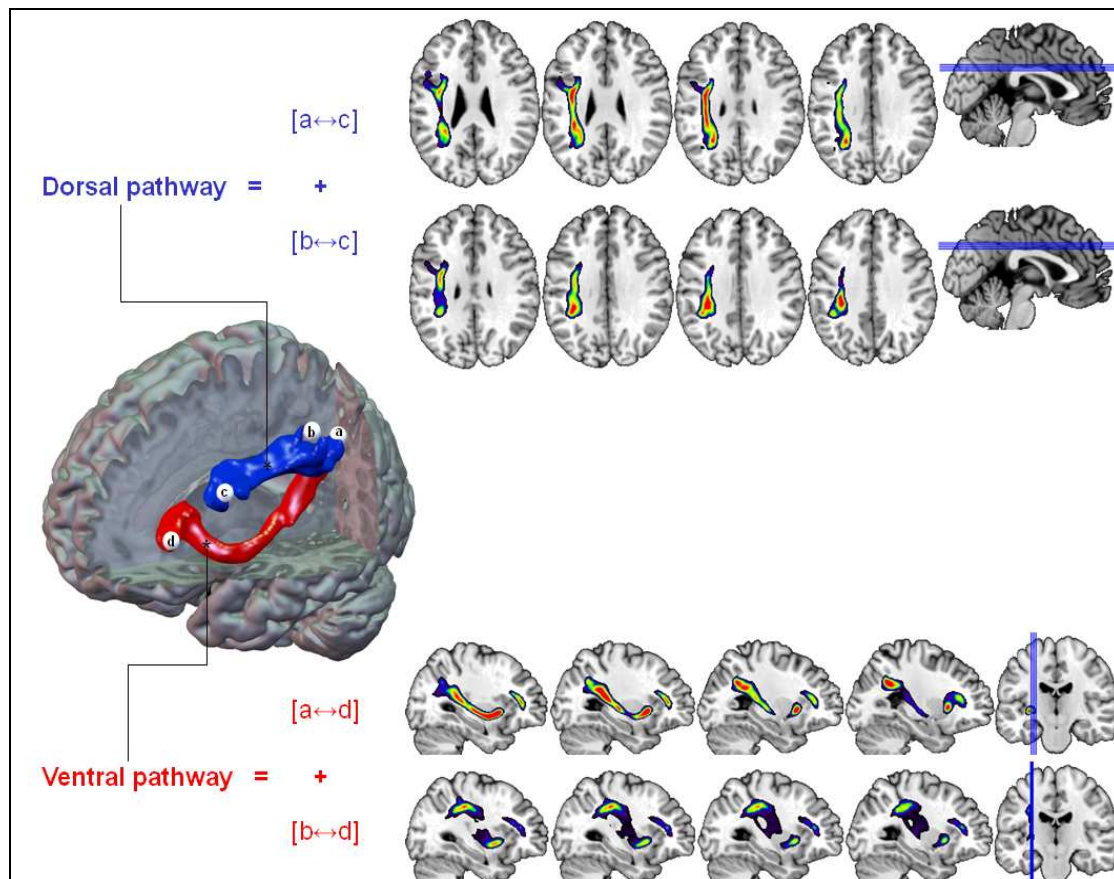 [a↔c]
Dorsal pathway = +
[b↔c]
b
a
c
d
[a↔d]
Ventral pathway = +
[b↔d]